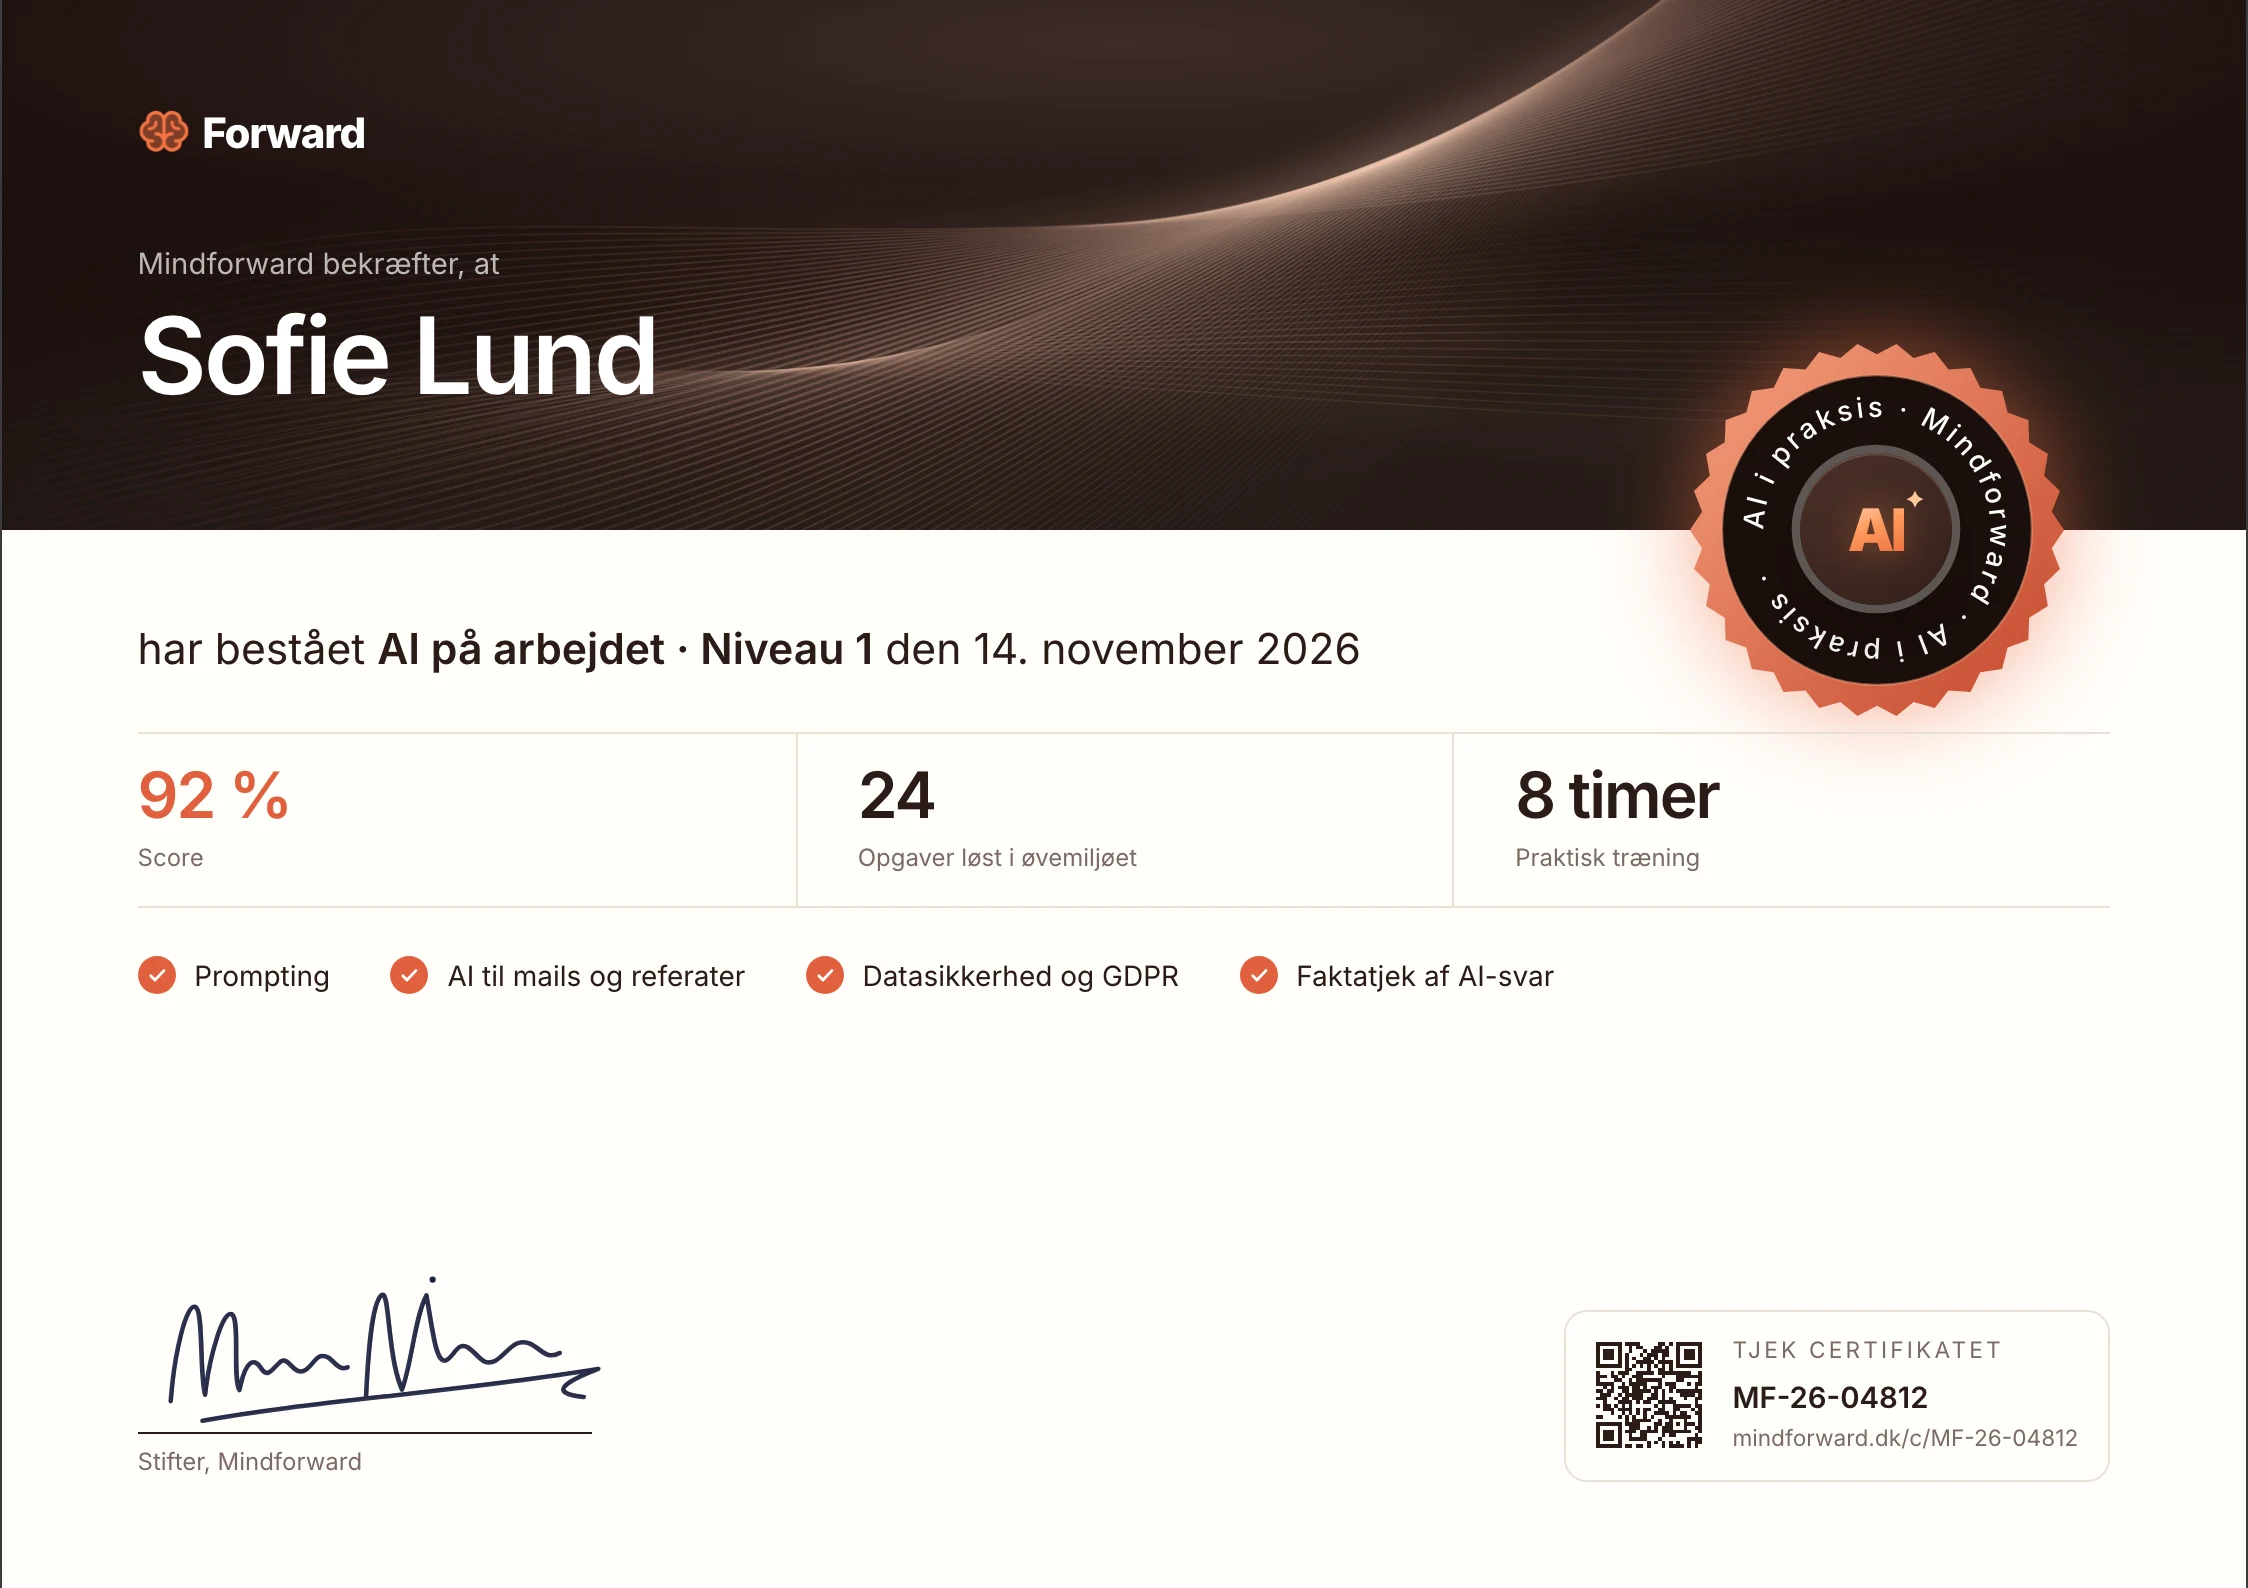 Forward
Mindforward bekræfter, at
Sofie Lund
AI i praksis · Mindforward · AI i praksis ·
AI
har bestået AI på arbejdet · Niveau 1 den 14. november 2026
92 %
Score
24
Opgaver løst i øvemiljøet
8 timer
Praktisk træning
Prompting
AI til mails og referater
Datasikkerhed og GDPR
Faktatjek af AI-svar
Stifter, Mindforward
TJEK CERTIFIKATET
MF-26-04812
mindforward.dk/c/MF-26-04812